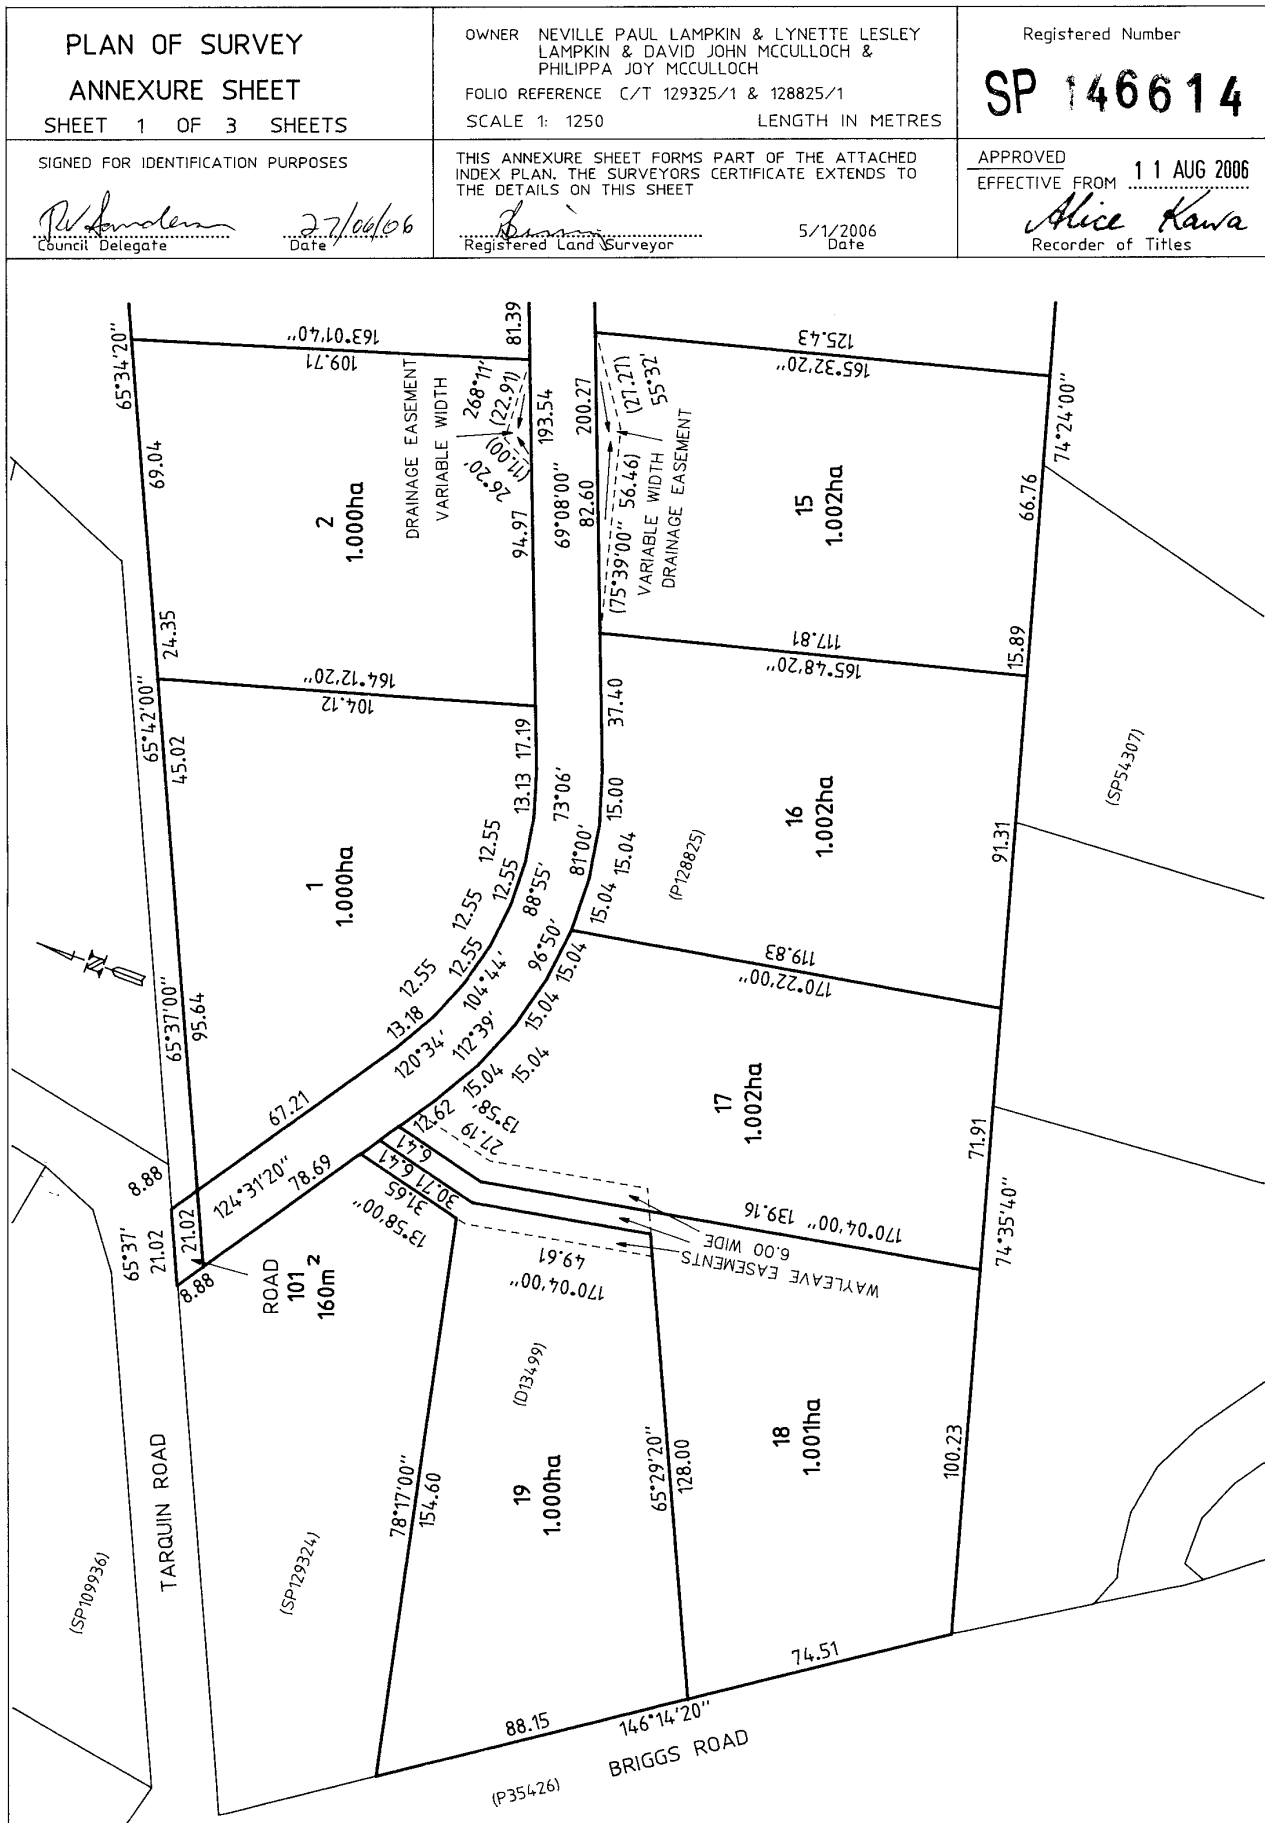 PLAN OF SURVEY
ANNEXURE SHEET
SHEET 1 OF 3 SHEETS
OWNER NEVILLE PAUL LAMPKIN & LYNETTE LESLEY
LAMPKIN & DAVID JOHN MCCULLOCH &
PHILIPPA JOY MCCULLOCH
FOLIO REFERENCE C/T 129325/1 & 128825/1
SCALE 1: 1250 LENGTH IN METRES
Registered Number
SP 146614
SIGNED FOR IDENTIFICATION PURPOSES
27/06/06
Council Delegate Date
THIS ANNEXURE SHEET FORMS PART OF THE ATTACHED
INDEX PLAN. THE SURVEYORS CERTIFICATE EXTENDS TO
THE DETAILS ON THIS SHEET
5/1/2006
Registered Land Surveyor Date
APPROVED
EFFECTIVE FROM 11 AUG 2006
Alice Kawa
Recorder of Titles
65°34'20"
163°01'40"
109.71
81.39
69.04
24.35
2
1.000ha
DRAINAGE EASEMENT
VARIABLE WIDTH
268°11'
(22.91)
(11.00)
26°20'
193.54
94.97
69°08'00"
82.60
200.27
(27.27)
55°32'
(75°39'00" 56.46)
VARIABLE WIDTH
DRAINAGE EASEMENT
125.43
165°32'20"
15
1.002ha
74°24'00"
66.76
15.89
164°12'20"
104.12
65°42'00"
45.02
17.19
13.13
73°06'
37.40
15.00
117.81
165°48'20"
1
1.000ha
12.55
12.55
12.55
12.55
12.55
13.18
88°55'
81°00'
96°50'
104°44'
112°39'
120°34'
15.04
15.04
15.04
15.04
15.04
15.04
16
1.002ha
(P128825)
91.31
(SP54307)
N
65°37'00"
95.64
119.83
170°22'00"
17
1.002ha
71.91
67.21
8.88
124°31'20"
78.69
12.62
13°58'
27.19
6.41
6.41
30.71
31.65
13°58'00"
65°37'
21.02
21.02
8.88
ROAD
101
160m²
170°04'00" 139.16
6.00 WIDE
WAYLEAVE EASEMENTS
49.61
170°04'00"
74°35'40"
(D13499)
18
1.001ha
100.23
65°29'20"
128.00
19
1.000ha
78°17'00"
154.60
TARQUIN ROAD
(SP109936)
(SP129324)
74.51
88.15
146°14'20"
BRIGGS ROAD
(P35426)